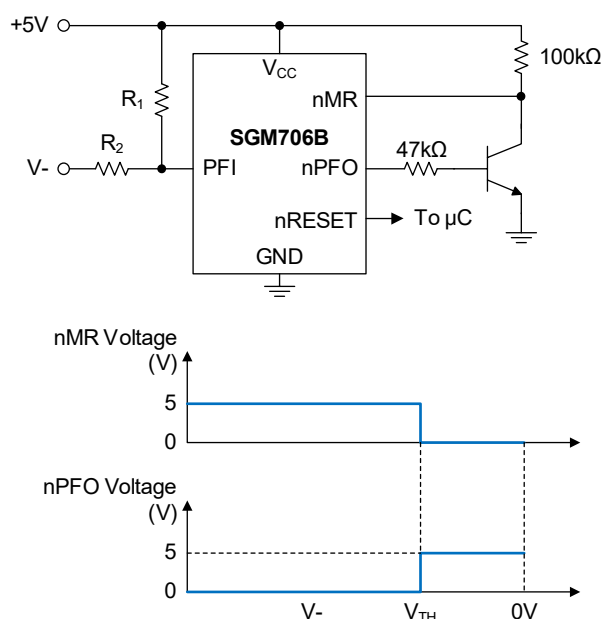 +5V
VCC
100kΩ
R1
nMR
SGM706B
R2
47kΩ
V-
PFI
nPFO
nRESET
To μC
GND
nMR Voltage
(V)
5
0
nPFO Voltage
(V)
5
0
V-
VTH
0V